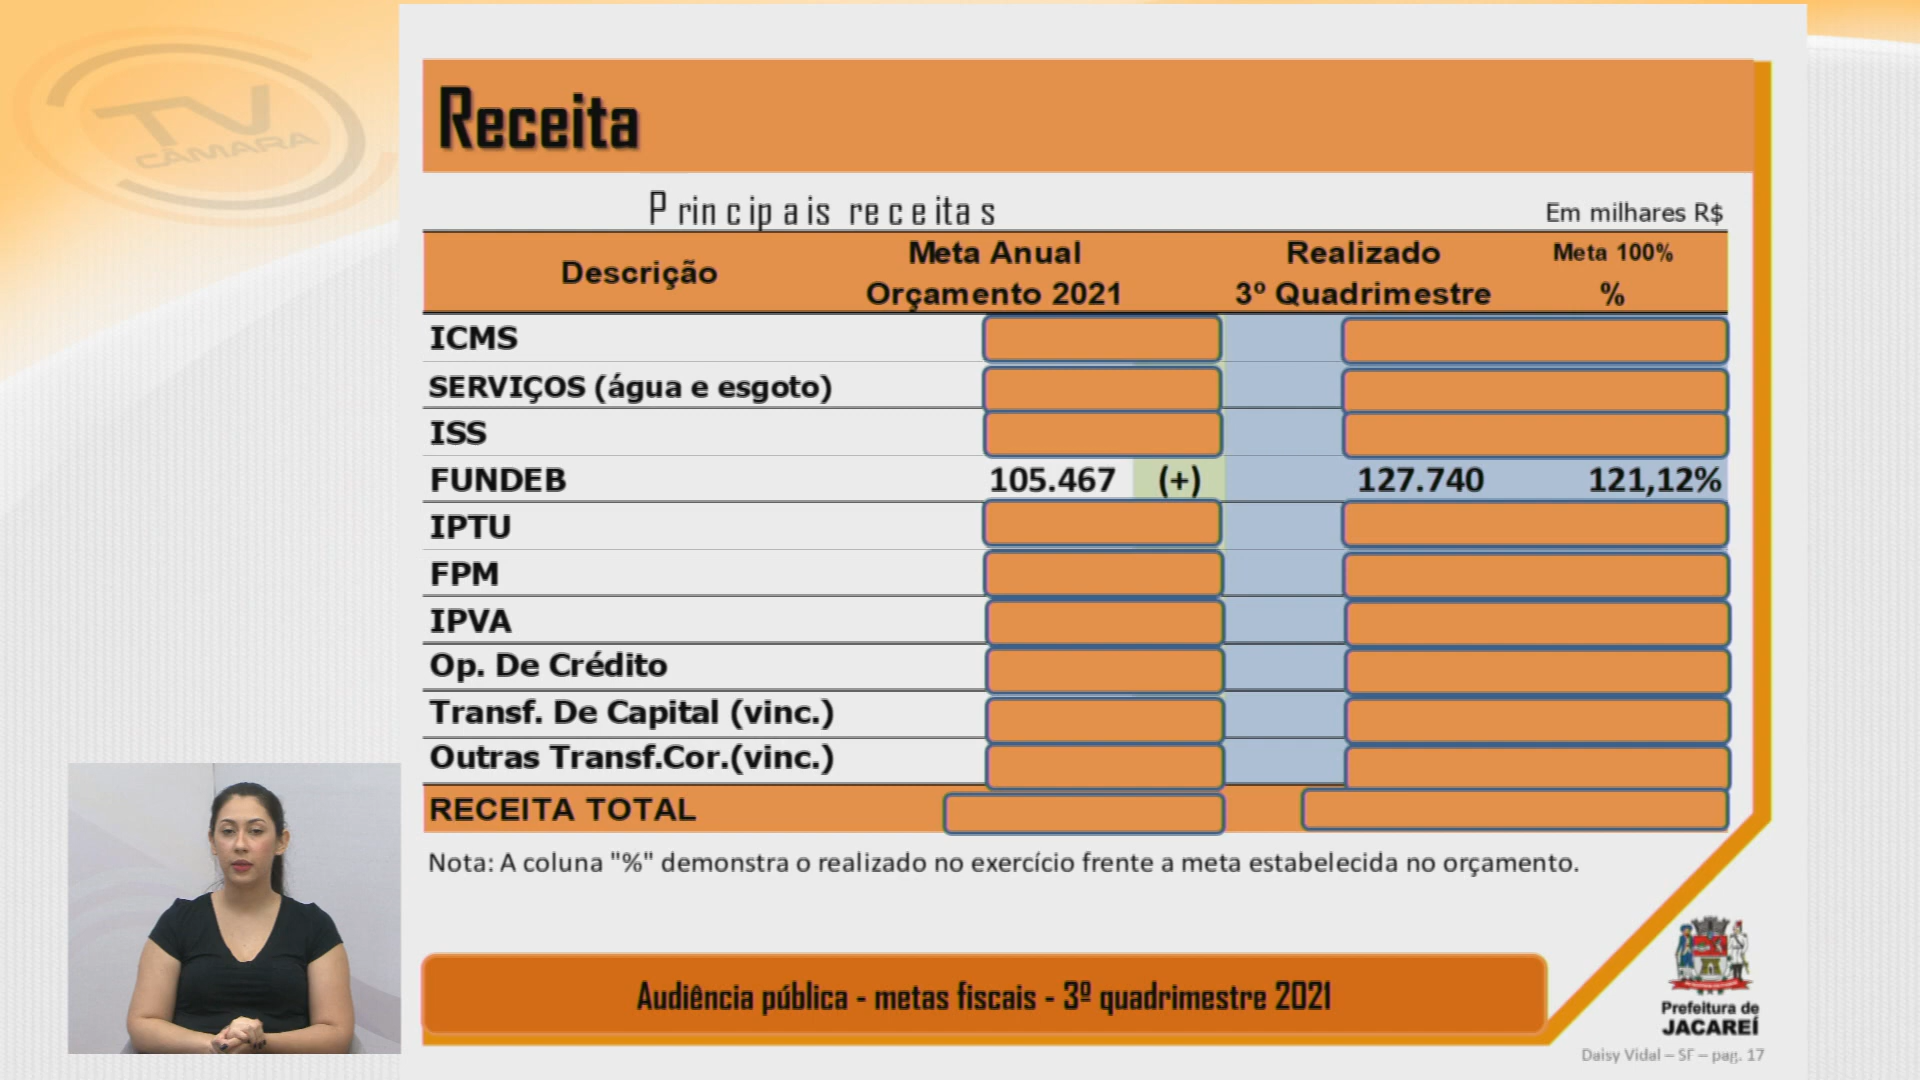 TV
CÂMARA
Receita
Principais receitas
Em milhares R$
Descrição
Meta Anual
Orçamento 2021
Realizado
3º Quadrimestre
Meta 100%
%
ICMS
SERVIÇOS (água e esgoto)
ISS
FUNDEB 105.467 (+) 127.740 121,12%
IPTU
FPM
IPVA
Op. De Crédito
Transf. De Capital (vinc.)
Outras Transf.Cor.(vinc.)
RECEITA TOTAL
Nota: A coluna "%" demonstra o realizado no exercício frente a meta estabelecida no orçamento.
Audiência pública - metas fiscais - 3º quadrimestre 2021
Prefeitura de
JACAREÍ
Daisy Vidal – SF – pag. 17